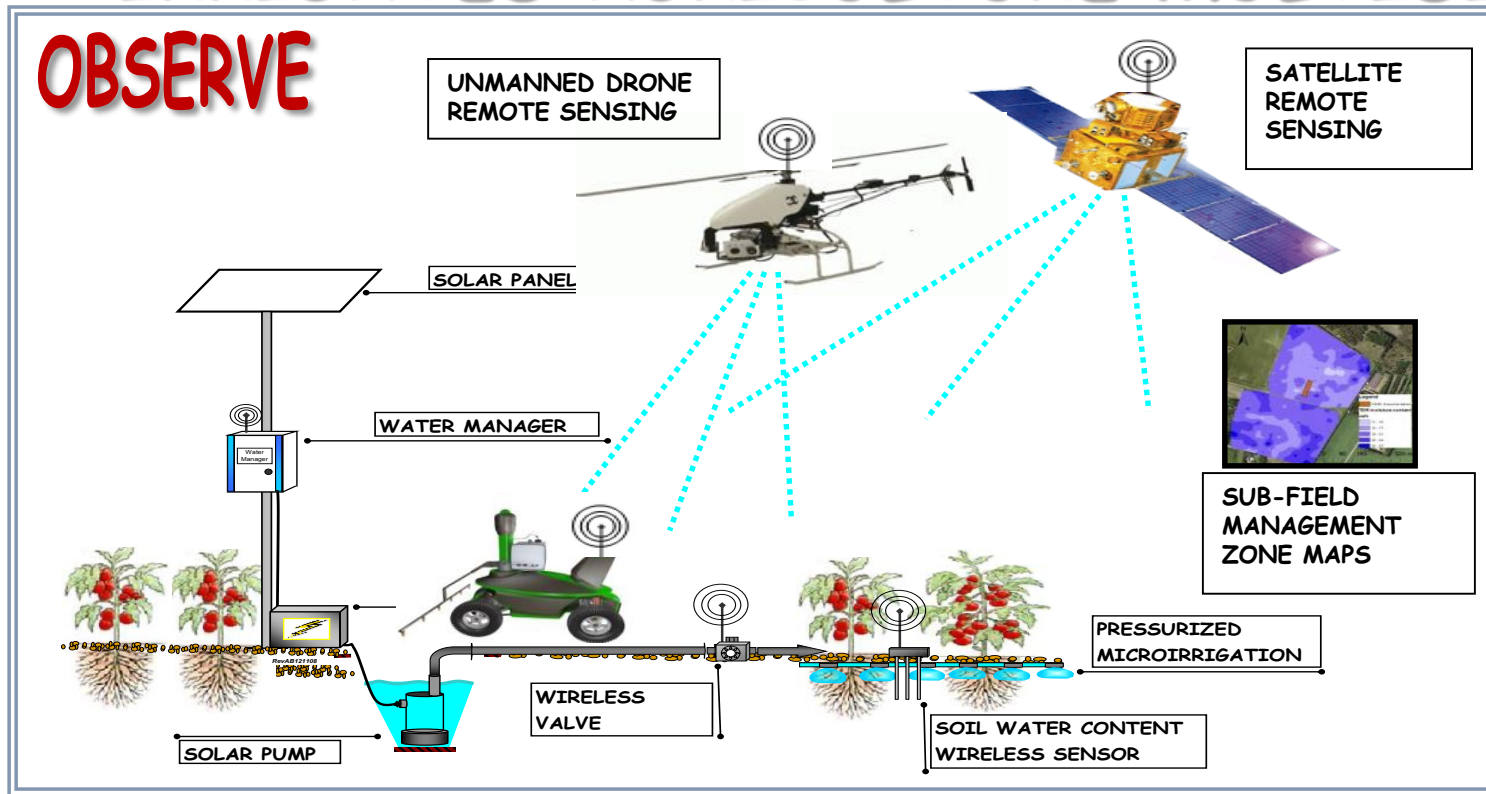 OBSERVE
UNMANNED DRONE
REMOTE SENSING
SATELLITE
REMOTE
SENSING
SOLAR PANEL
WATER MANAGER
Water
Manager
SUB-FIELD
MANAGEMENT
ZONE MAPS
RevAB121108
PRESSURIZED
MICROIRRIGATION
WIRELESS
VALVE
SOIL WATER CONTENT
WIRELESS SENSOR
SOLAR PUMP